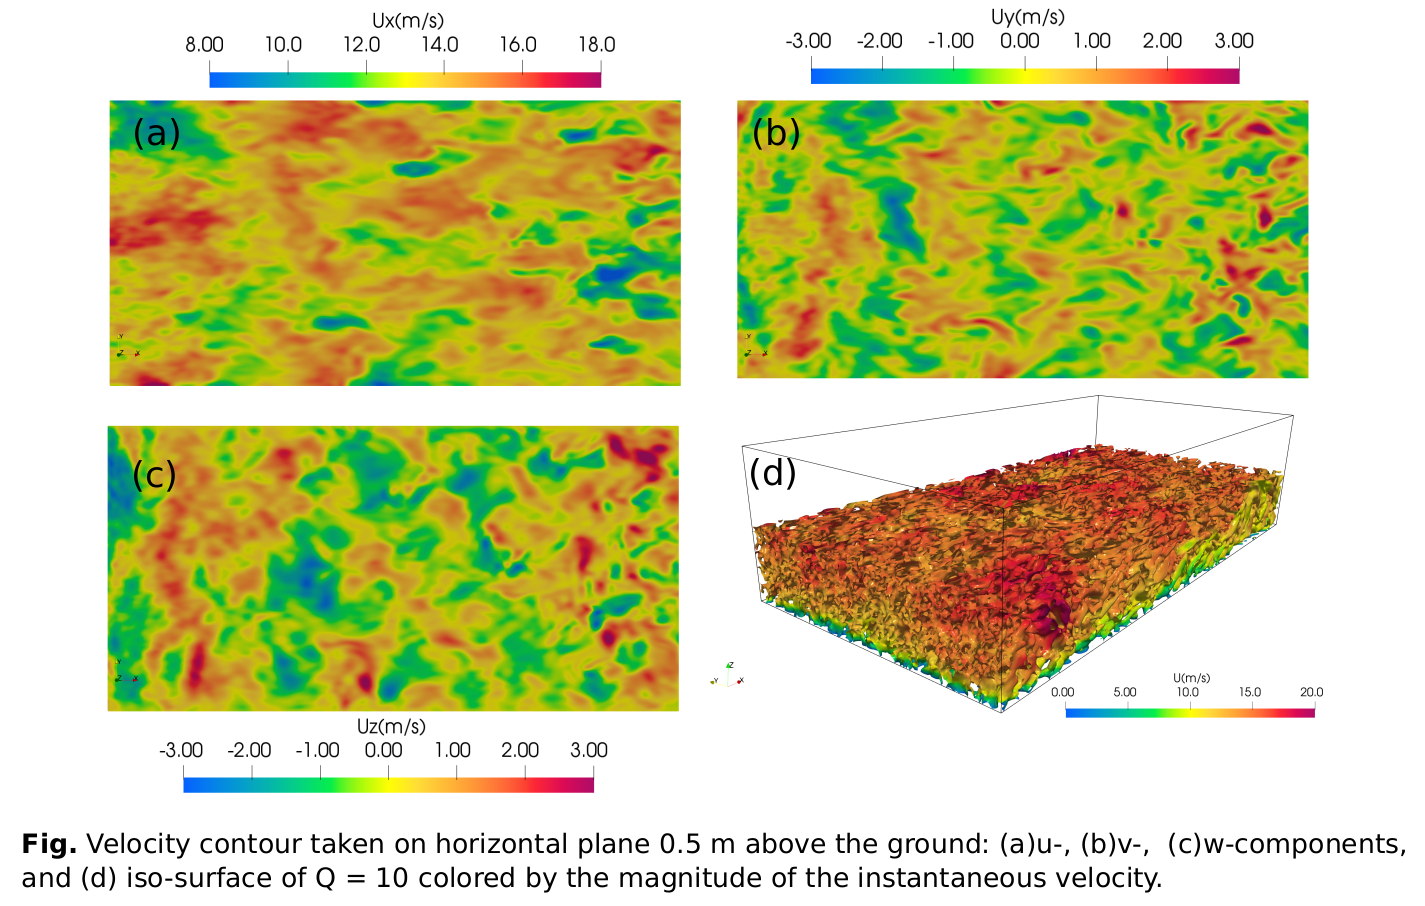 Ux(m/s)
8.00 10.0 12.0 14.0 16.0 18.0
(a)
Y
Z X
Uy(m/s)
-3.00 -2.00 -1.00 0.00 1.00 2.00 3.00
(b)
Y
Z X
(c)
Y
Z X
Uz(m/s)
-3.00 -2.00 -1.00 0.00 1.00 2.00 3.00
(d)
Z
Y X
U(m/s)
0.00 5.00 10.0 15.0 20.0
Fig. Velocity contour taken on horizontal plane 0.5 m above the ground: (a)u-, (b)v-,  (c)w-components,
and (d) iso-surface of Q = 10 colored by the magnitude of the instantaneous velocity.